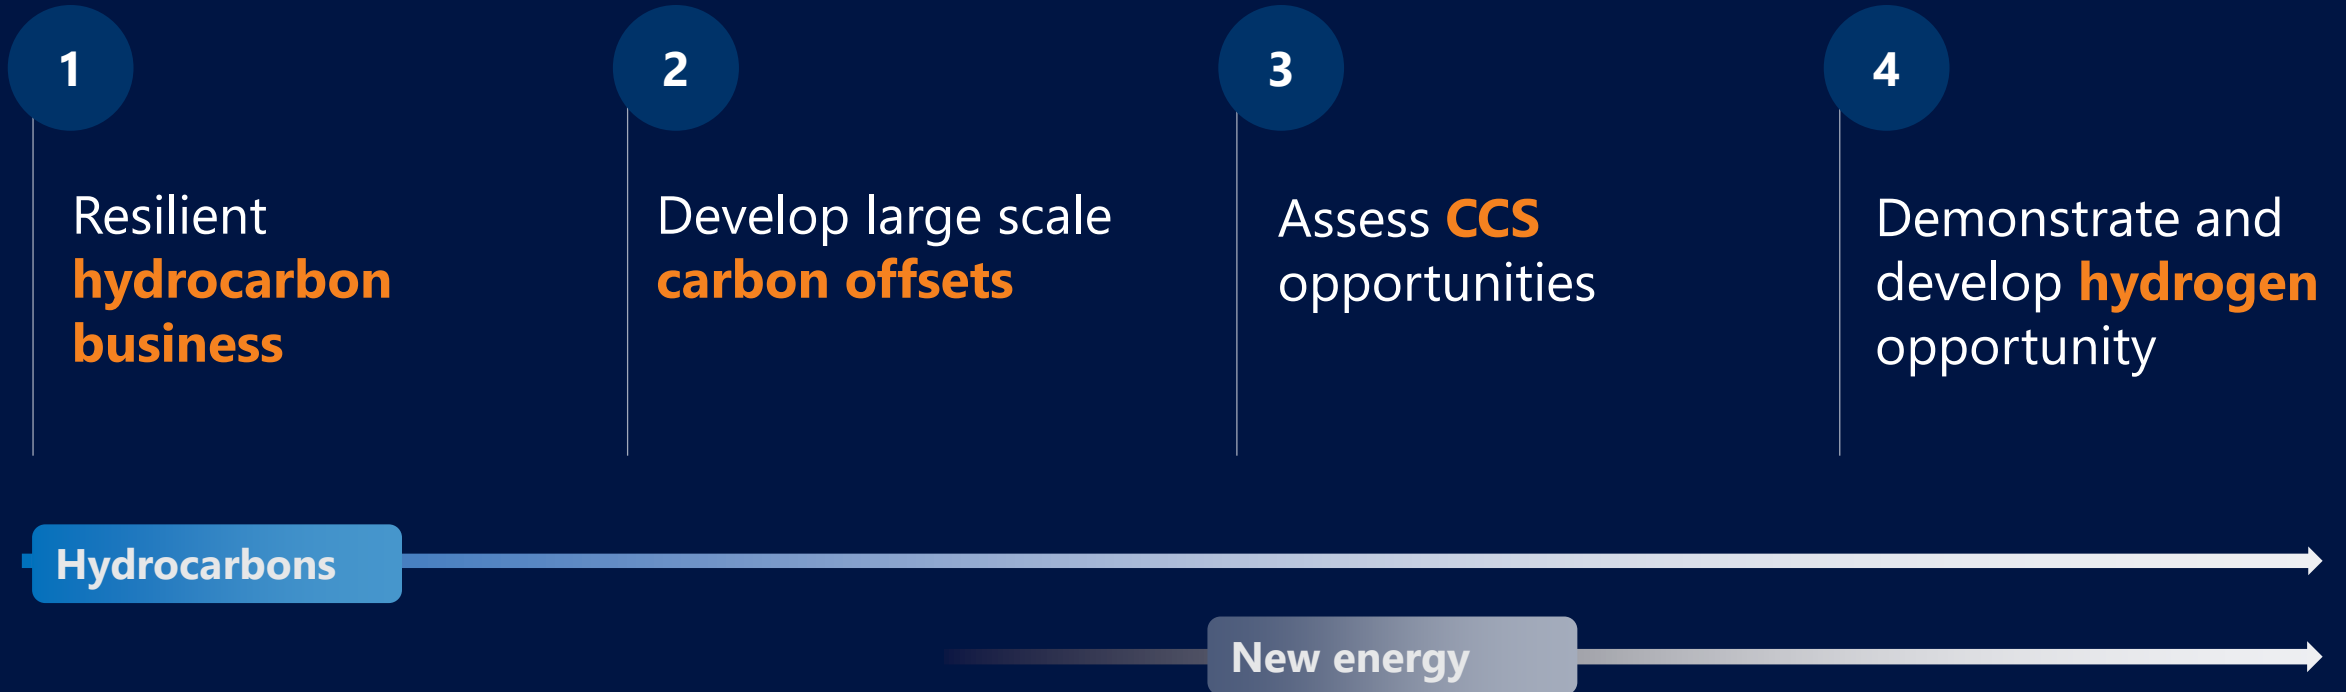 1
Resilient
hydrocarbon
business
2
Develop large scale
carbon offsets
3
Assess CCS
opportunities
4
Demonstrate and
develop hydrogen
opportunity
Hydrocarbons
New energy